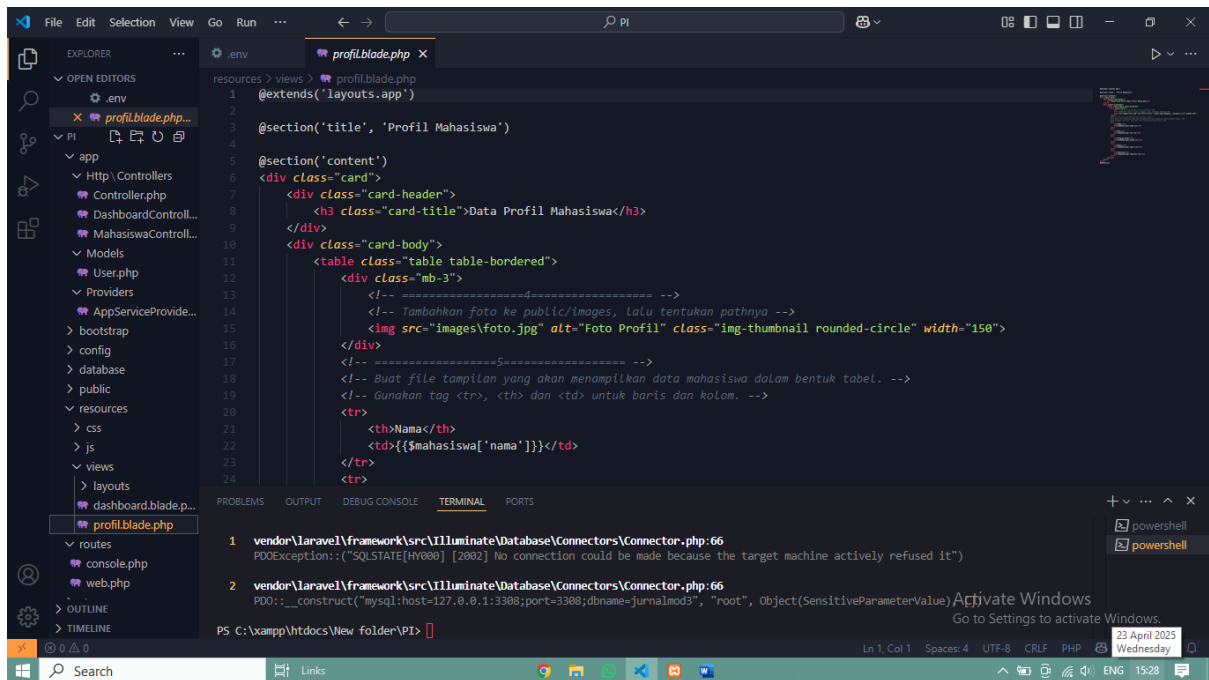 File Edit Selection View Go Run ··· PI
EXPLORER ···
OPEN EDITORS
.env
profil.blade.php...
PI
app
Http\Controllers
Controller.php
DashboardControll...
MahasiswaControll...
Models
User.php
Providers
AppServiceProvide...
bootstrap
config
database
public
resources
css
js
views
layouts
dashboard.blade.p...
profil.blade.php
routes
console.php
web.php
OUTLINE
TIMELINE
.env profil.blade.php
resources > views > profil.blade.php
1 @extends('layouts.app')
2
3 @section('title', 'Profil Mahasiswa')
4
5 @section('content')
6 <div class="card">
7 <div class="card-header">
8 <h3 class="card-title">Data Profil Mahasiswa</h3>
9 </div>
10 <div class="card-body">
11 <table class="table table-bordered">
12 <div class="mb-3">
13 <!-- ==================4================== -->
14 <!-- Tambahkan foto ke public/images, lalu tentukan pathnya -->
15 <img src="images\foto.jpg" alt="Foto Profil" class="img-thumbnail rounded-circle" width="150">
16 </div>
17 <!-- ==================5================== -->
18 <!-- Buat file tampilan yang akan menampilkan data mahasiswa dalam bentuk tabel. -->
19 <!-- Gunakan tag <tr>, <th> dan <td> untuk baris dan kolom. -->
20 <tr>
21 <th>Nama</th>
22 <td>{{$mahasiswa['nama']}}</td>
23 </tr>
24 <tr>
PROBLEMS OUTPUT DEBUG CONSOLE TERMINAL PORTS
powershell
powershell
1 vendor\laravel\framework\src\Illuminate\Database\Connectors\Connector.php:66
PDOException::("SQLSTATE[HY000] [2002] No connection could be made because the target machine actively refused it")
2 vendor\laravel\framework\src\Illuminate\Database\Connectors\Connector.php:66
PDO::__construct("mysql:host=127.0.0.1:3308;port=3308;dbname=jurnalmod3", "root", Object(SensitiveParameterValue), [])
PS C:\xampp\htdocs\New folder\PI>
Activate Windows
Go to Settings to activate Windows.
0 0 Ln 1, Col 1 Spaces: 4 UTF-8 CRLF PHP
23 April 2025
Wednesday
Search Links ENG 15:28